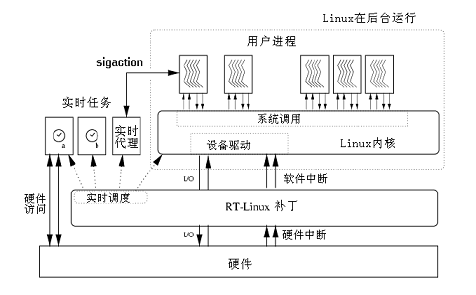 Linux在后台运行
用户进程
sigaction
实时任务
系统调用
a
b
实时
代理
Linux内核
设备驱动
I/O
软件中断
硬件
访问
实时调度
RT-Linux 补丁
I/O
硬件中断
硬件